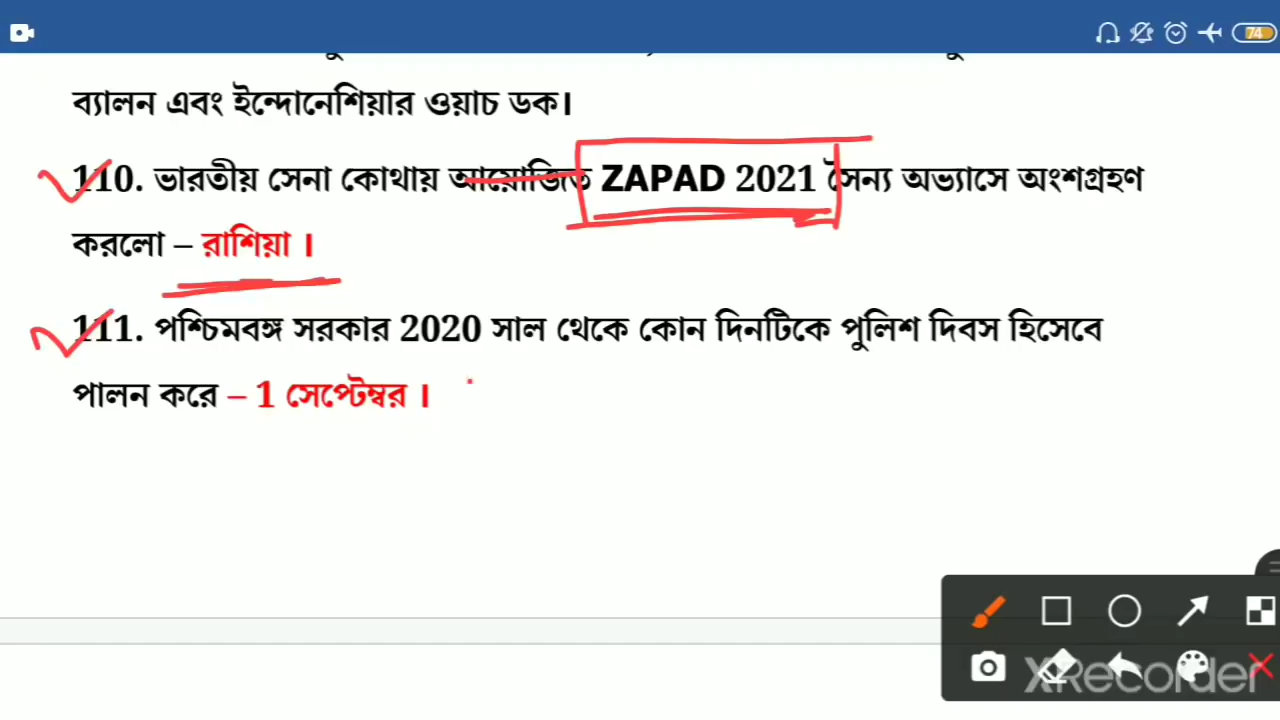 74
ব্যালন এবং ইন্দোনেশিয়ার ওয়াচ ডক।
110. ভারতীয় সেনা কোথায় আয়োজিত ZAPAD 2021 সৈন্য অভ্যাসে অংশগ্রহণ
করলো – রাশিয়া ।
111. পশ্চিমবঙ্গ সরকার 2020 সাল থেকে কোন দিনটিকে পুলিশ দিবস হিসেবে
পালন করে – 1 সেপ্টেম্বর ।
XRecorder